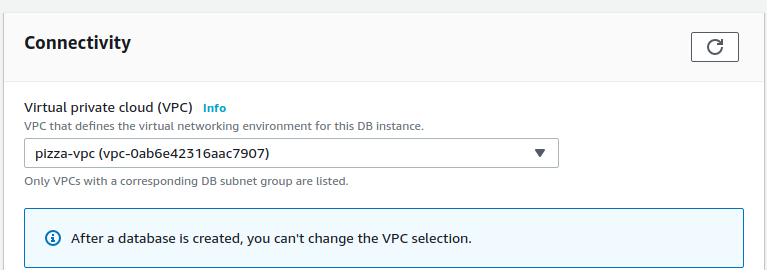 Connectivity
Virtual private cloud (VPC) Info
VPC that defines the virtual networking environment for this DB instance.
pizza-vpc (vpc-0ab6e42316aac7907)
Only VPCs with a corresponding DB subnet group are listed.
After a database is created, you can't change the VPC selection.